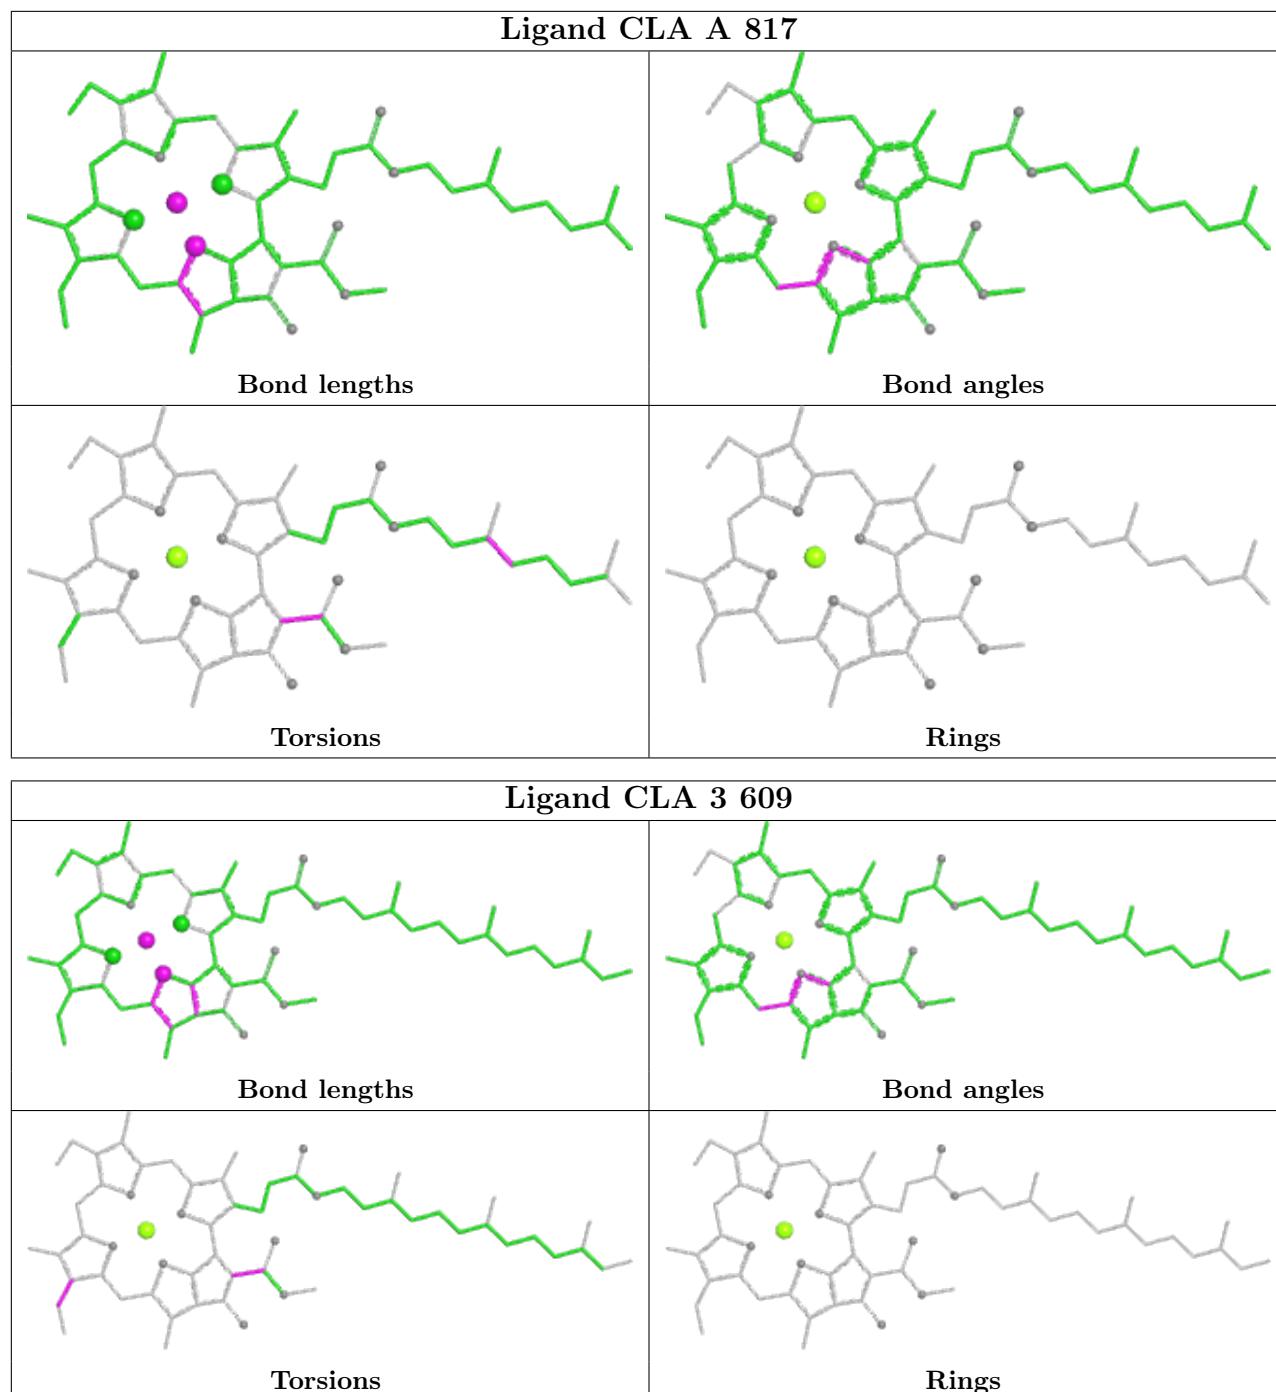 Ligand CLA A 817
Bond lengths
Bond angles
Torsions
Rings
Ligand CLA 3 609
Bond lengths
Bond angles
Torsions
Rings